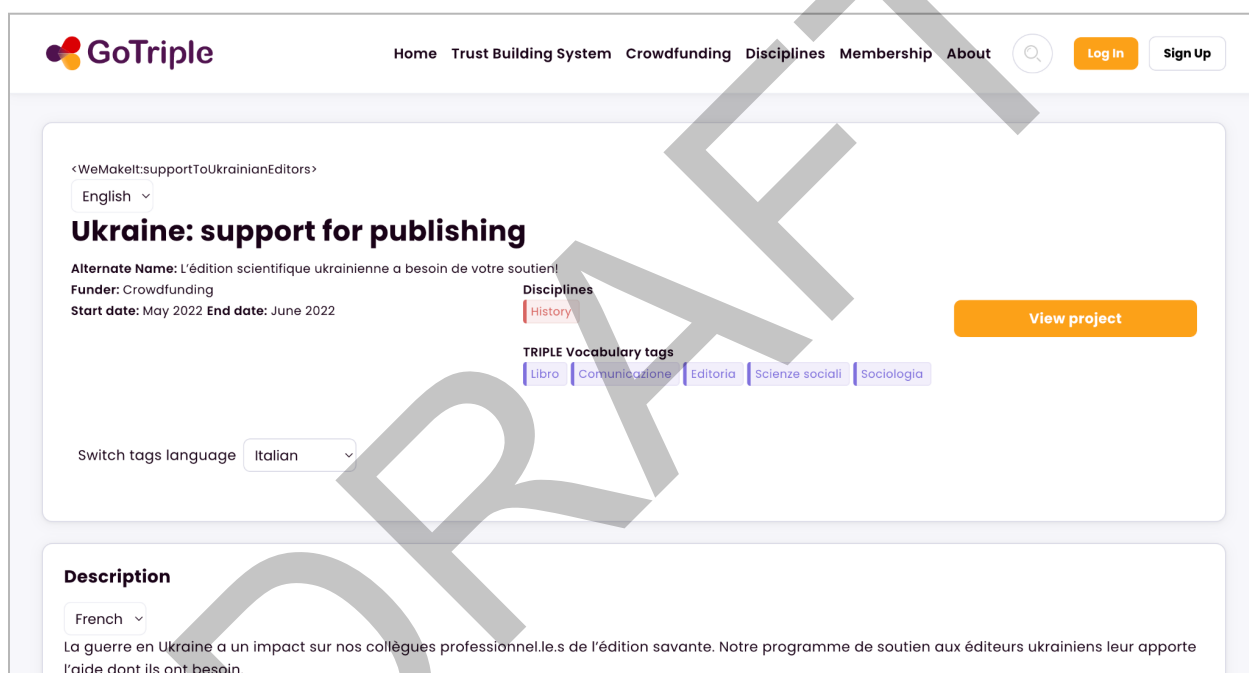 GoTriple
Home Trust Building System Crowdfunding Disciplines Membership About Log In Sign Up
<WeMakeIt:supportToUkrainianEditors>
English
Ukraine: support for publishing
Alternate Name: L'édition scientifique ukrainienne a besoin de votre soutien!
Funder: Crowdfunding
Start date: May 2022 End date: June 2022
Disciplines
History
View project
TRIPLE Vocabulary tags
Libro Comunicazione Editoria Scienze sociali Sociologia
Switch tags language Italian
Description
French
La guerre en Ukraine a un impact sur nos collègues professionnel.le.s de l'édition savante. Notre programme de soutien aux éditeurs ukrainiens leur apporte
l'aide dont ils ont besoin.
DRAFT